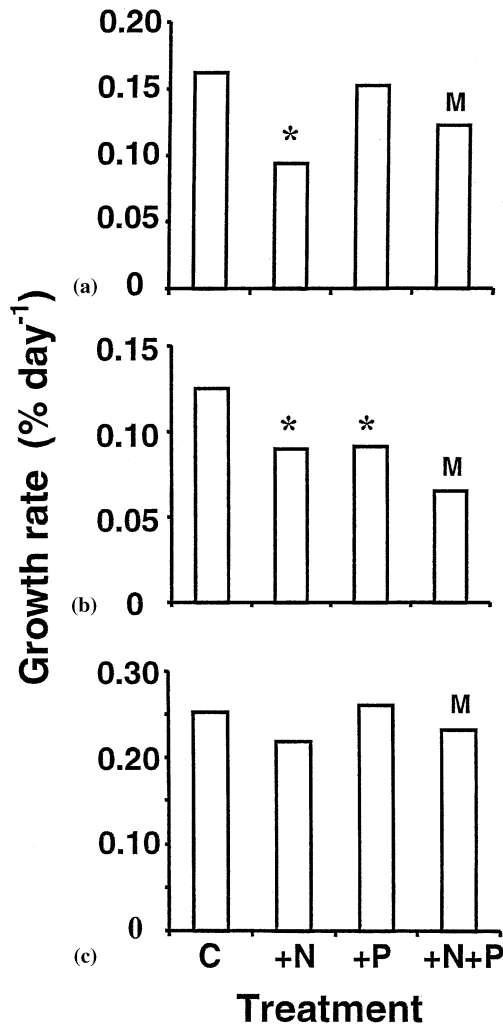 0.20
0.15
M
*
0.10
0.05
(a)
0
0.15
* *
0.10
M
0.05
(b)
0
Growth rate (% day-1)
0.30
M
0.20
0.10
(c)
0
C +N +P +N+P
Treatment